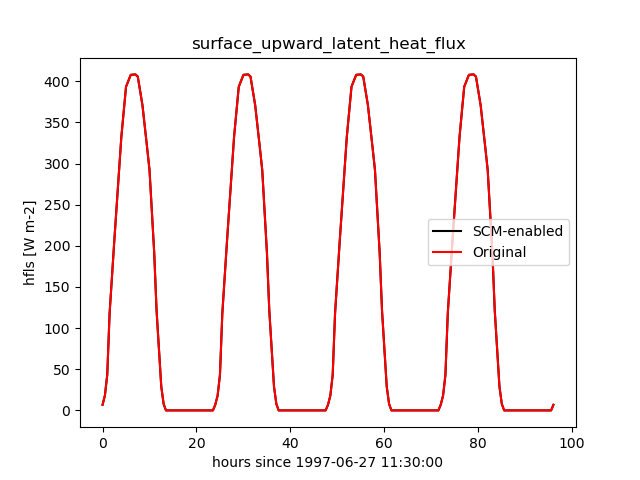 surface_upward_latent_heat_flux
400
350
300
250
200
150
100
50
0
hfls [W m-2]
SCM-enabled
Original
0 20 40 60 80 100
hours since 1997-06-27 11:30:00